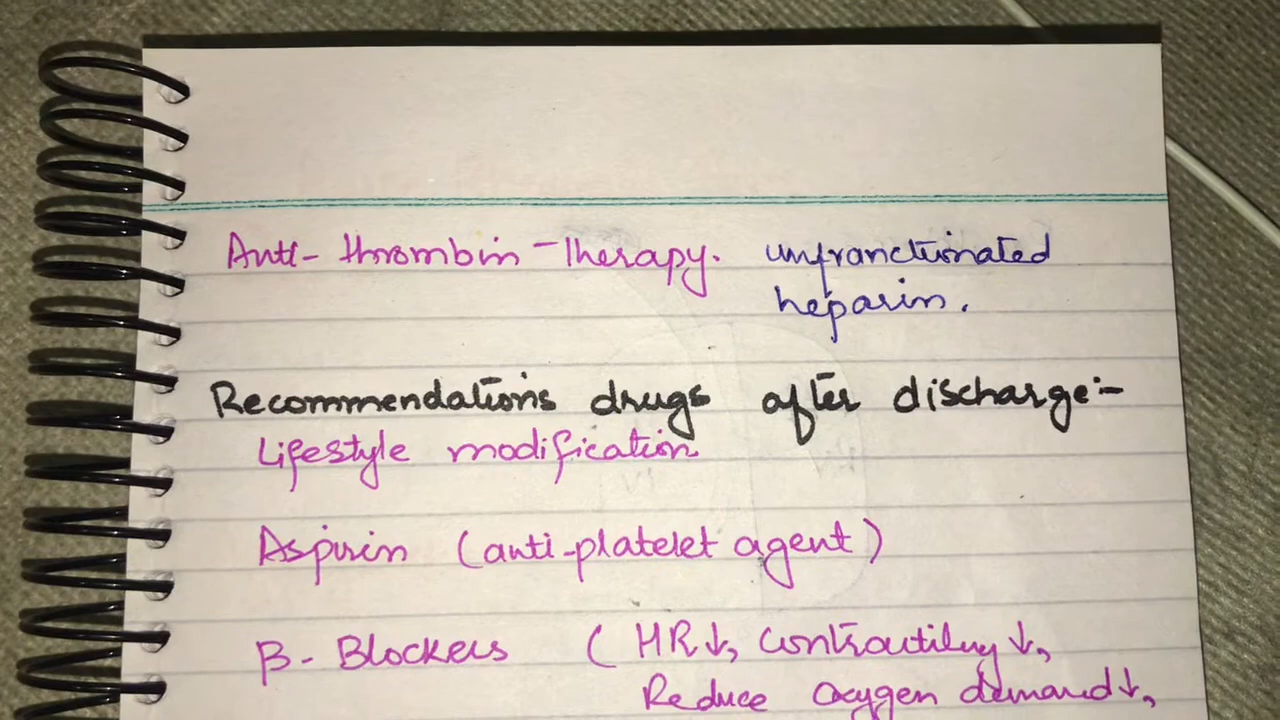 Anti-thrombin-Therapy. unfranctionated
heparin.
Recommendations drugs after discharge:-
Lifestyle modification
Aspirin (anti-platelet agent)
β-Blockers (HR↓, Contractility↓,
Reduce oxygen demand↓,